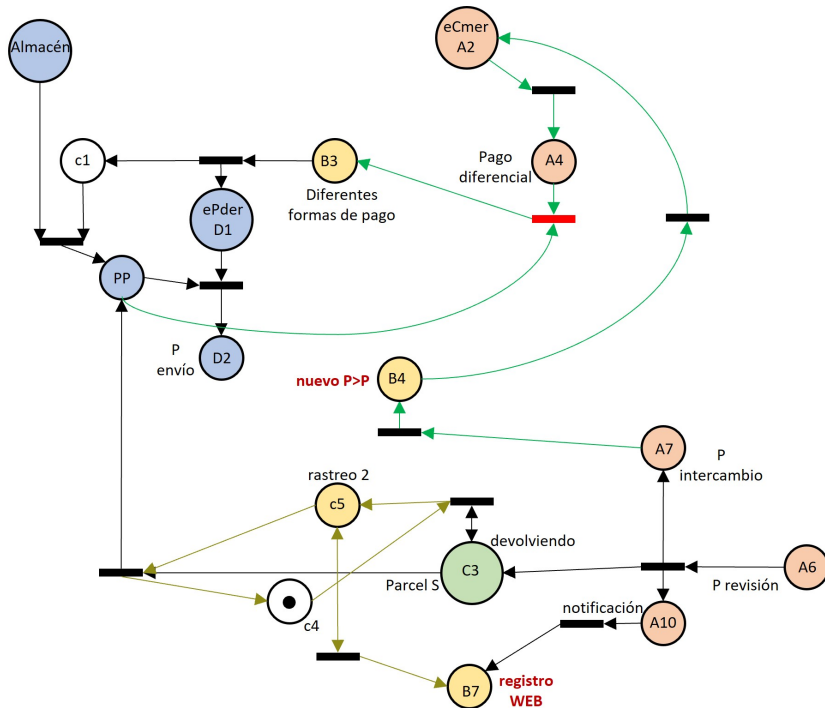 eCmer
A2
Almacén
c1
B3
Pago
diferencial
A4
Diferentes
formas de pago
ePder
D1
PP
P
envío
D2
nuevo P>P
B4
A7
P
intercambio
rastreo 2
c5
devolviendo
C3
Parcel S
A6
P revisión
c4
notificación
A10
B7
registro
WEB